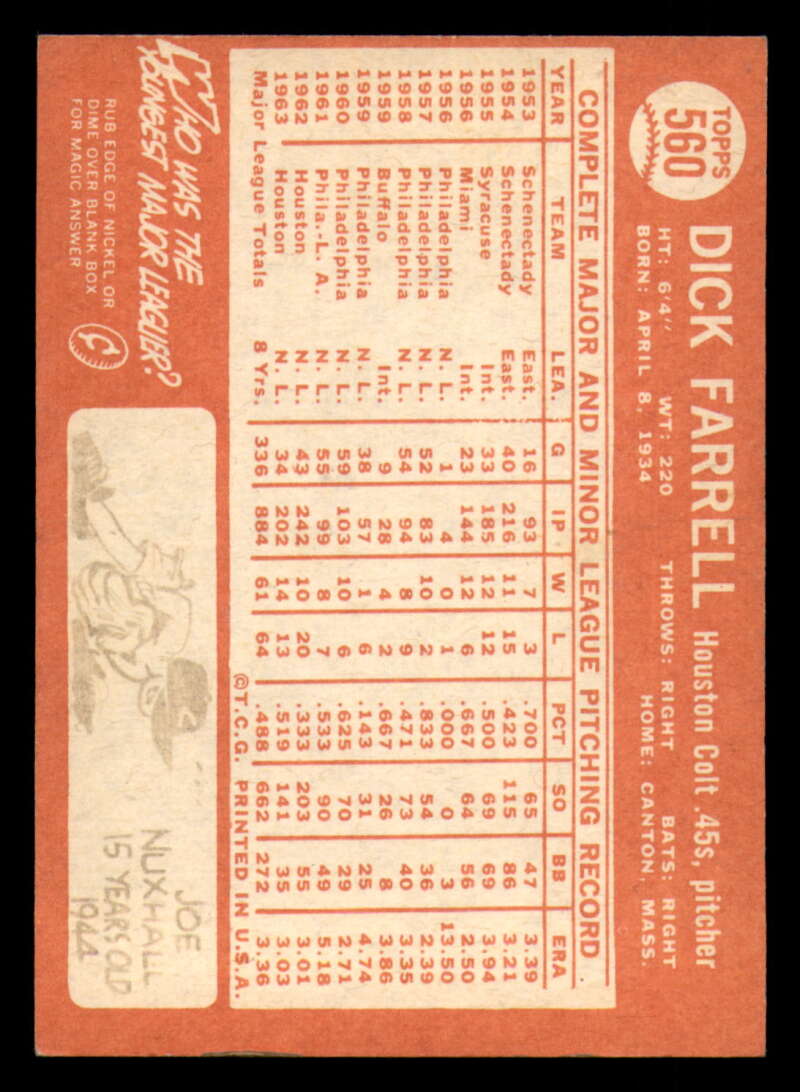 TOPPS
560
DICK FARRELL Houston Colt .45s, pitcher
HT: 6'4" WT: 220 THROWS: RIGHT BATS: RIGHT
BORN: APRIL 8, 1934 HOME: CANTON, MASS.
COMPLETE MAJOR AND MINOR LEAGUE PITCHING RECORD
YEAR TEAM LEA. G IP W L PCT SO BB ERA
1953 Schenectady East. 16 93 7 3 .700 65 47 3.39
1954 Schenectady East. 40 216 11 15 .423 115 86 3.21
1955 Syracuse Int. 33 185 12 12 .500 69 69 3.94
1956 Miami Int. 23 144 12 6 .667 64 56 2.50
1956 Philadelphia N. L. 1 4 0 1 .000 0 3 13.50
1957 Philadelphia N. L. 52 83 10 2 .833 54 36 2.39
1958 Philadelphia N. L. 54 94 8 9 .471 73 40 3.35
1959 Buffalo Int. 9 28 4 2 .667 26 8 3.86
1959 Philadelphia N. L. 38 57 1 6 .143 31 25 4.74
1960 Philadelphia N. L. 59 103 10 6 .625 70 29 2.71
1961 Phila.-L. A. N. L. 55 99 8 7 .533 90 49 5.18
1962 Houston N. L. 43 242 10 20 .333 203 55 3.01
1963 Houston N. L. 34 202 14 13 .519 141 35 3.03
Major League Totals 8 Yrs. 336 884 61 64 .488 662 272 3.36
©T.C.G. PRINTED IN U.S.A.
WHO WAS THE
YOUNGEST MAJOR LEAGUER?
RUB EDGE OF NICKEL OR
DIME OVER BLANK BOX
FOR MAGIC ANSWER
C
JOE
NUXHALL
15 YEARS OLD
1944